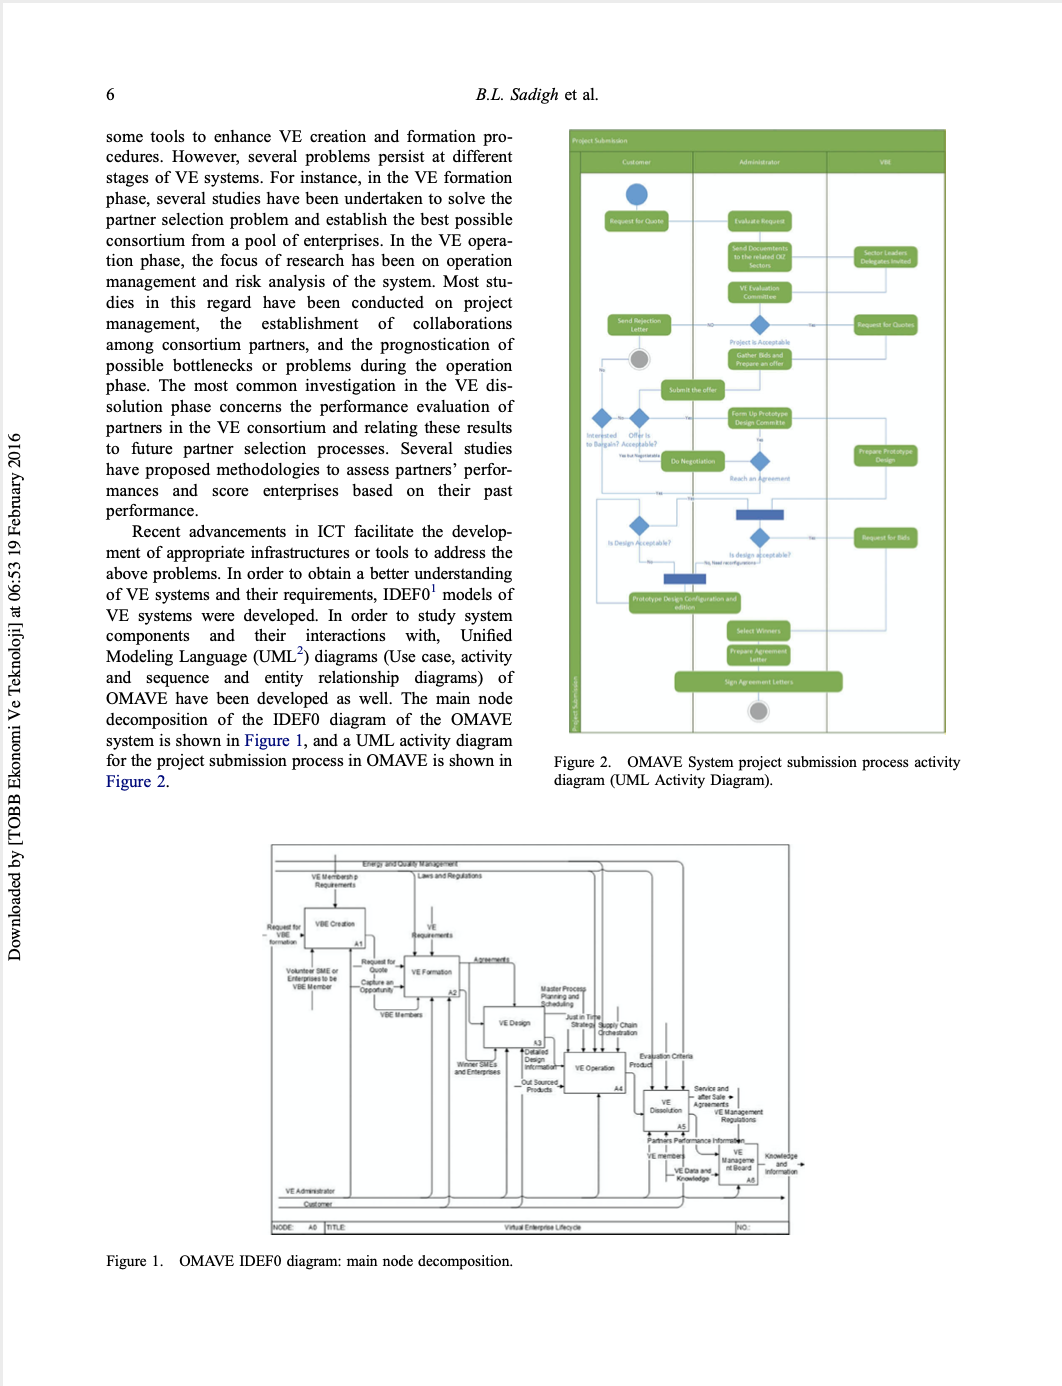 6
B.L. Sadigh et al.
some tools to enhance VE creation and formation pro-
cedures. However, several problems persist at different
stages of VE systems. For instance, in the VE formation
phase, several studies have been undertaken to solve the
partner selection problem and establish the best possible
consortium from a pool of enterprises. In the VE opera-
tion phase, the focus of research has been on operation
management and risk analysis of the system. Most stu-
dies in this regard have been conducted on project
management, the establishment of collaborations
among consortium partners, and the prognostication of
possible bottlenecks or problems during the operation
phase. The most common investigation in the VE dis-
solution phase concerns the performance evaluation of
partners in the VE consortium and relating these results
to future partner selection processes. Several studies
have proposed methodologies to assess partners' perfor-
mances and score enterprises based on their past
performance.
Recent advancements in ICT facilitate the develop-
ment of appropriate infrastructures or tools to address the
above problems. In order to obtain a better understanding
of VE systems and their requirements, IDEF0¹ models of
VE systems were developed. In order to study system
components and their interactions with, Unified
Modeling Language (UML²) diagrams (Use case, activity
and sequence and entity relationship diagrams) of
OMAVE have been developed as well. The main node
decomposition of the IDEF0 diagram of the OMAVE
system is shown in Figure 1, and a UML activity diagram
for the project submission process in OMAVE is shown in
Figure 2.
Project Submission
Customer
Administrator
VBE
Request for Quote
Evaluate Request
Send Documentents
to the related OIZ
Sectors
Sector Leaders
Delegates Invited
VE Evaluation
Committee
Send Rejection
Letter
NO
Yes
Request for Quotes
Project is Acceptable
Gather Bids and
Prepare an offer
No
Submit the offer
No
Yes
Form Up Prototype
Design Committe
Interested
to Bargain?
Offer is
Acceptable?
Yes but Negotiatable
Yes
Do Negotiation
Prepare Prototype
Design
Reach an Agreement
Yes
No
Is Design Acceptable?
Yes
Request for Bids
Is design acceptable?
No
No, Need reconfigurations
Prototype Design Configuration and
edition
Select Winners
Prepare Agreement
Letter
Sign Agreement Letters
Project Submission
Figure 2. OMAVE System project submission process activity
diagram (UML Activity Diagram).
Energy and Quality Management
VE Membership
Requirements
Laws and Regulations
Request for
VBE
formation
VBE Creation
A1
VE
Requirements
Volunteer SME or
Enterprises to be
VBE Member
Request for
Quote
Capture an
Opportunity
VE Formation
A2
Agreements
VBE Members
Master Process
Planning and
Scheduling
VE Design
A3
Just in Time
Strategy
Supply Chain
Orchestration
Winner SMEs
and Enterprises
Detailed
Design
Information
VE Operation
A4
Out Sourced
Products
Evaluation Criteria
Product
VE
Dissolution
A5
Service and
after Sale
Agreements
VE Management
Regulations
Partners Performance Information
VE members
VE
Manageme
nt Board
A6
VE Data and
Knowledge
Knowledge
and
Information
VE Administrator
Customer
NODE: A0
TITLE:
Virtual Enterprise Lifecycle
NO.:
Figure 1. OMAVE IDEF0 diagram: main node decomposition.
Downloaded by [TOBB Ekonomi Ve Teknoloji] at 06:53 19 February 2016